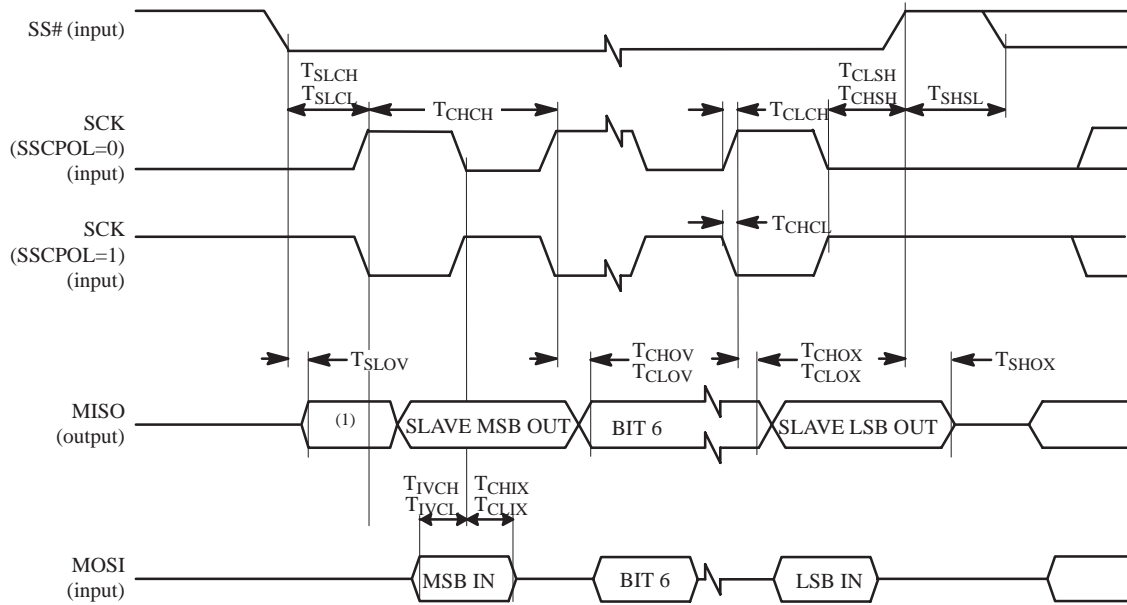 SS# (input)
TSLCH
TSLCL
TCHCH
TCLCH
TCLSH
TCHSH
TSHSL
SCK
(SSCPOL=0)
(input)
SCK
(SSCPOL=1)
(input)
TCHCL
TSLOV
TCHOV
TCLOV
TCHOX
TCLOX
TSHOX
MISO
(output)
(1)
SLAVE MSB OUT
BIT 6
SLAVE LSB OUT
TIVCH
TIVCL
TCHIX
TCLIX
MOSI
(input)
MSB IN
BIT 6
LSB IN